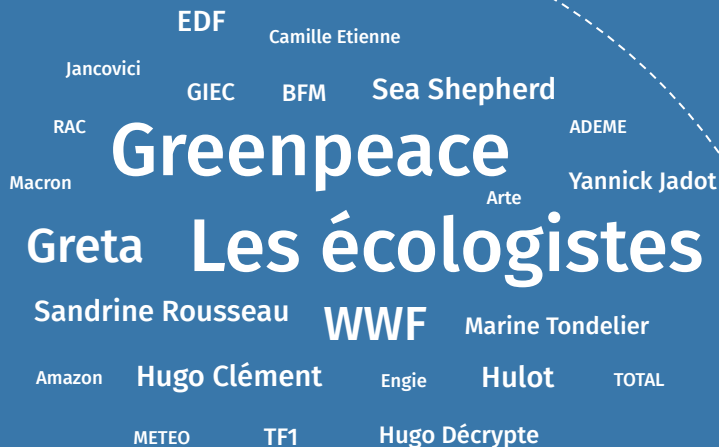 EDF
Camille Etienne
Jancovici
GIEC
BFM
Sea Shepherd
RAC
Greenpeace
ADEME
Macron
Arte
Yannick Jadot
Greta
Les écologistes
Sandrine Rousseau
WWF
Marine Tondelier
Amazon
Hugo Clément
Engie
Hulot
TOTAL
METEO
TF1
Hugo Décrypte